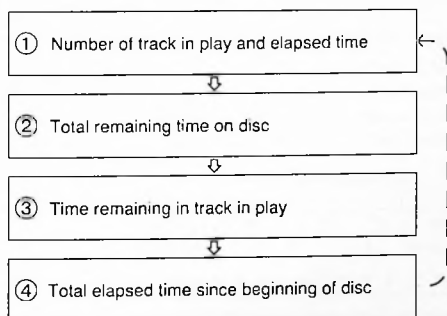 ① Number of track in play and elapsed time
② Total remaining time on disc
③ Time remaining in track in play
④ Total elapsed time since beginning of disc